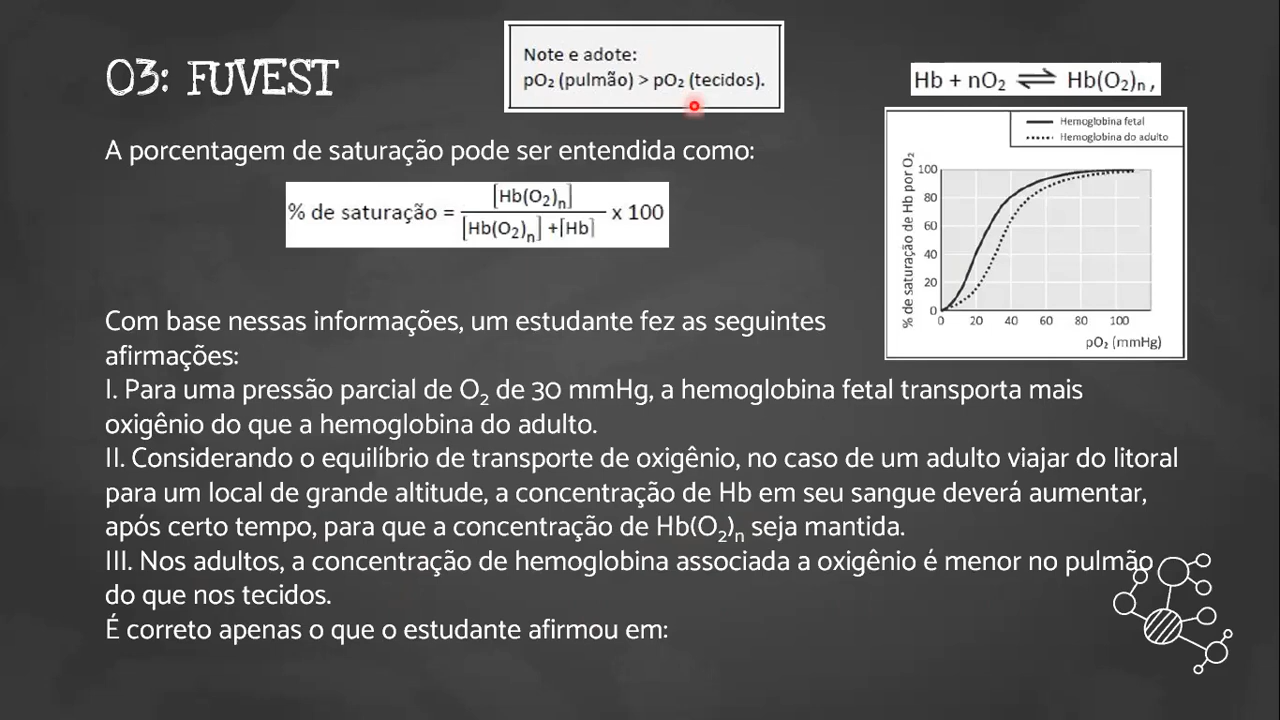 03: FUVEST
Note e adote:
pO₂ (pulmão) > pO₂ (tecidos).
Hb + nO₂ ⇌ Hb(O₂)ₙ ,
A porcentagem de saturação pode ser entendida como:
% de saturação = [Hb(O₂)ₙ] / [Hb(O₂)ₙ] +[Hb] x 100
Hemoglobina fetal
Hemoglobina do adulto
% de saturação de Hb por O₂
100
80
60
40
20
0
0 20 40 60 80 100
pO₂ (mmHg)
Com base nessas informações, um estudante fez as seguintes
afirmações:
I. Para uma pressão parcial de O₂ de 30 mmHg, a hemoglobina fetal transporta mais
oxigênio do que a hemoglobina do adulto.
II. Considerando o equilíbrio de transporte de oxigênio, no caso de um adulto viajar do litoral
para um local de grande altitude, a concentração de Hb em seu sangue deverá aumentar,
após certo tempo, para que a concentração de Hb(O₂)ₙ seja mantida.
III. Nos adultos, a concentração de hemoglobina associada a oxigênio é menor no pulmão
do que nos tecidos.
É correto apenas o que o estudante afirmou em: